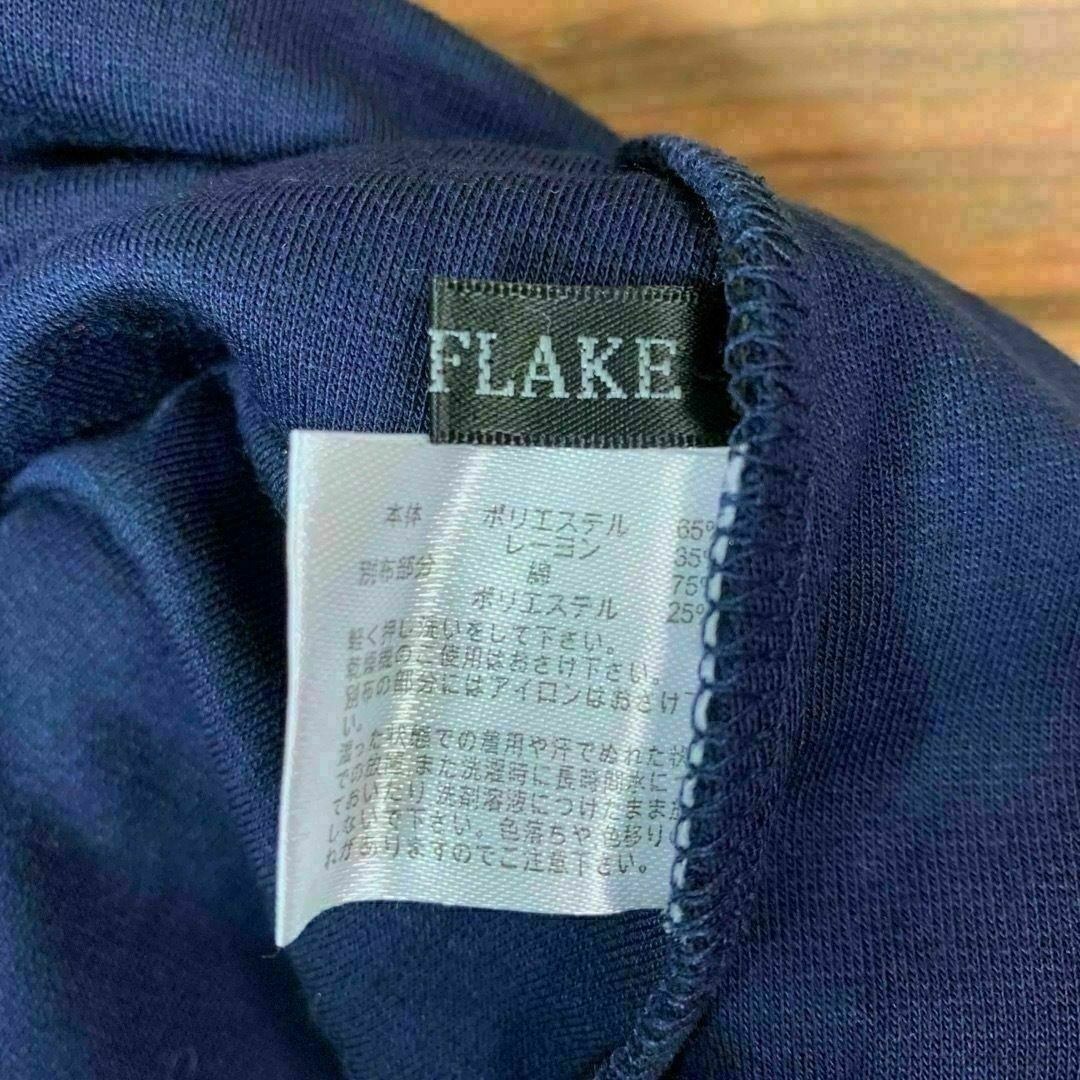 FLAKE
本体 ポリエステル 65%
レーヨン 35%
別布部分 綿 75%
ポリエステル 25%
軽く押し洗いをして下さい。
乾燥機のご使用はおさけ下さい
別布の部分にはアイロンはおさけ下
い。
湿った状態での着用や汗でぬれた状
での放置、また洗濯時に長時間水に
ておいたり 洗剤溶液につけたままが
しないで下さい。色落ちや色移り
れがありますのでご注意下さい。